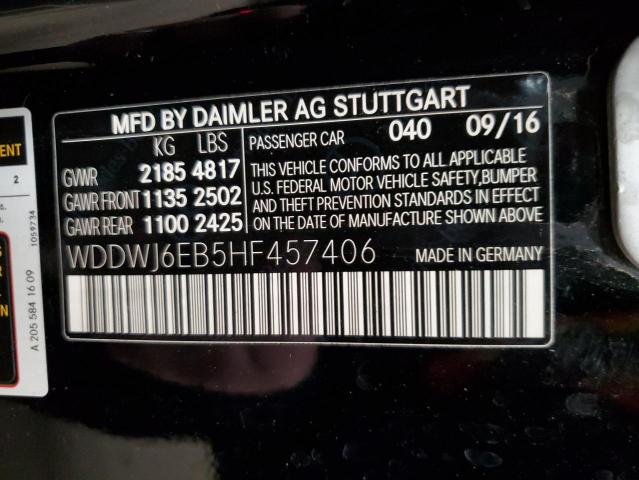 MFD BY DAIMLER AG STUTTGART
KG LBS
GVWR 2185 4817
GAWR FRONT 1135 2502
GAWR REAR 1100 2425
PASSENGER CAR 040 09/16
THIS VEHICLE CONFORMS TO ALL APPLICABLE
U.S. FEDERAL MOTOR VEHICLE SAFETY,BUMPER
AND THEFT PREVENTION STANDARDS IN EFFECT
ON THE DATE OF MANUFACTURE SHOWN ABOVE
WDDWJ6EB5HF457406 MADE IN GERMANY
2
1059734
A 205 584 16 09